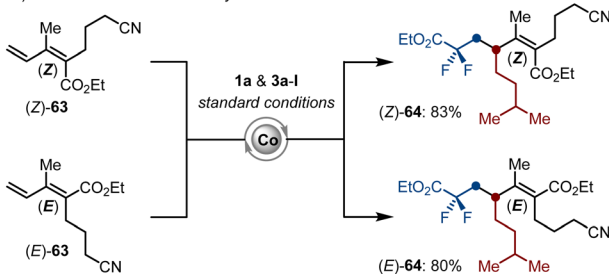 Me
CN
(Z)
CO2Et
(Z)-63
Me
CO2Et
(E)
CN
(E)-63
1a & 3a-I
standard conditions
Co
Me
CN
EtO2C
(Z)
F F
CO2Et
Me Me
(Z)-64: 83%
Me
EtO2C
CO2Et
(E)
F F
CN
Me Me
(E)-64: 80%